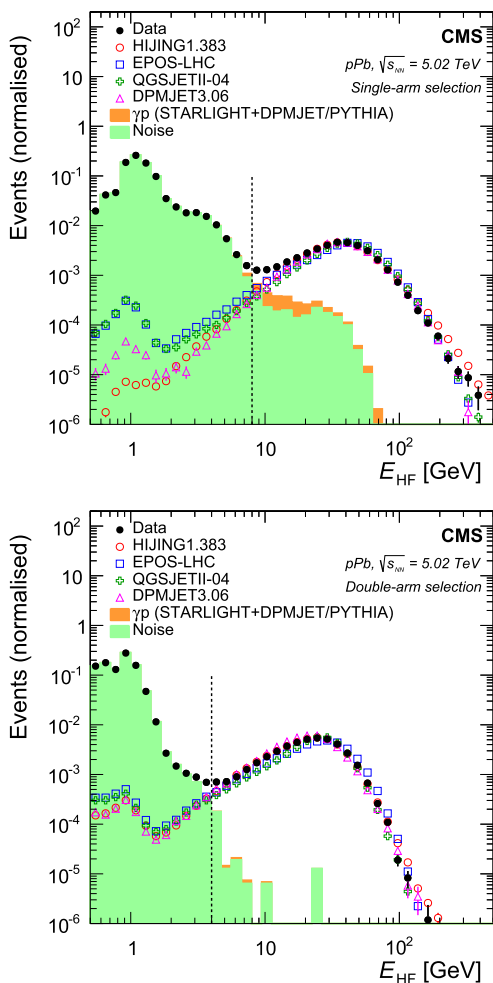 CMS
pPb, √s_NN = 5.02 TeV
Single-arm selection
Data
HIJING1.383
EPOS-LHC
QGSJETII-04
DPMJET3.06
γp (STARLIGHT+DPMJET/PYTHIA)
Noise
Events (normalised)
10²
10
1
10⁻¹
10⁻²
10⁻³
10⁻⁴
10⁻⁵
10⁻⁶
1 10 10²
E_HF [GeV]
CMS
pPb, √s_NN = 5.02 TeV
Double-arm selection
Data
HIJING1.383
EPOS-LHC
QGSJETII-04
DPMJET3.06
γp (STARLIGHT+DPMJET/PYTHIA)
Noise
Events (normalised)
10²
10
1
10⁻¹
10⁻²
10⁻³
10⁻⁴
10⁻⁵
10⁻⁶
1 10 10²
E_HF [GeV]